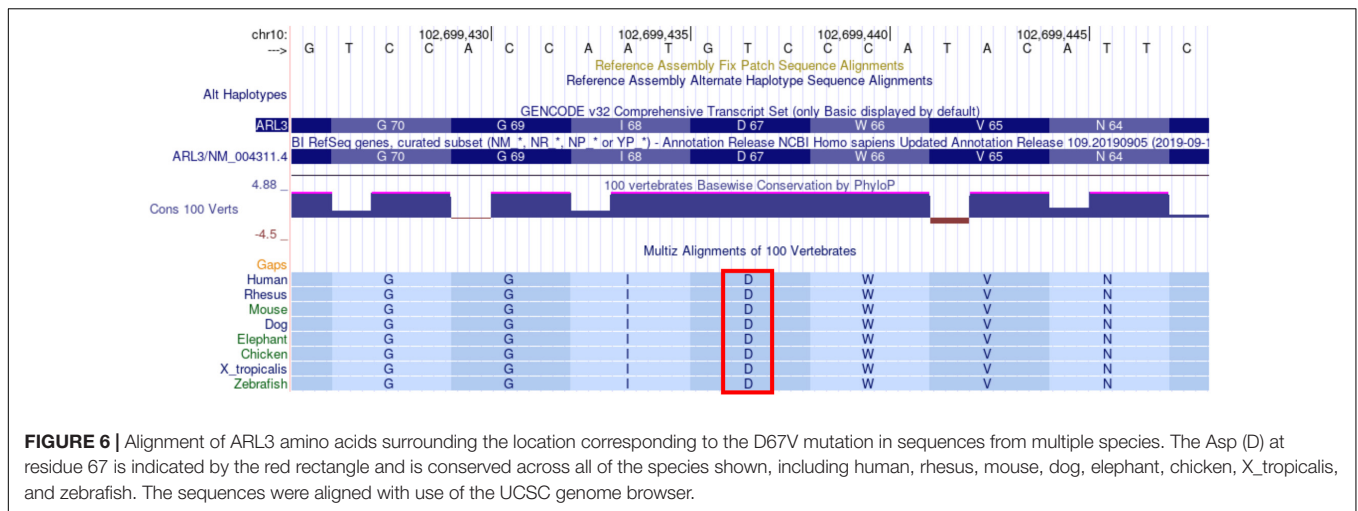 chr10: 102,699,430| 102,699,435| 102,699,440| 102,699,445|
---> G T C C A C C A A T G T C C C A T A C A T T C
Reference Assembly Fix Patch Sequence Alignments
Reference Assembly Alternate Haplotype Sequence Alignments
Alt Haplotypes
GENCODE v32 Comprehensive Transcript Set (only Basic displayed by default)
ARL3 G 70 G 69 I 68 D 67 W 66 V 65 N 64
BI RefSeq genes, curated subset (NM_*, NR_*, NP_* or YP_*) - Annotation Release NCBI Homo sapiens Updated Annotation Release 109.20190905 (2019-09-1
ARL3/NM_004311.4 G 70 G 69 I 68 D 67 W 66 V 65 N 64
4.88 _ 100 vertebrates Basewise Conservation by PhyloP
Cons 100 Verts
-4.5 _
Multiz Alignments of 100 Vertebrates
Gaps
Human G G I D W V N
Rhesus G G I D W V N
Mouse G G I D W V N
Dog G G I D W V N
Elephant G G I D W V N
Chicken G G I D W V N
X_tropicalis G G I D W V N
Zebrafish G G I D W V N
FIGURE 6 | Alignment of ARL3 amino acids surrounding the location corresponding to the D67V mutation in sequences from multiple species. The Asp (D) at
residue 67 is indicated by the red rectangle and is conserved across all of the species shown, including human, rhesus, mouse, dog, elephant, chicken, X_tropicalis,
and zebrafish. The sequences were aligned with use of the UCSC genome browser.